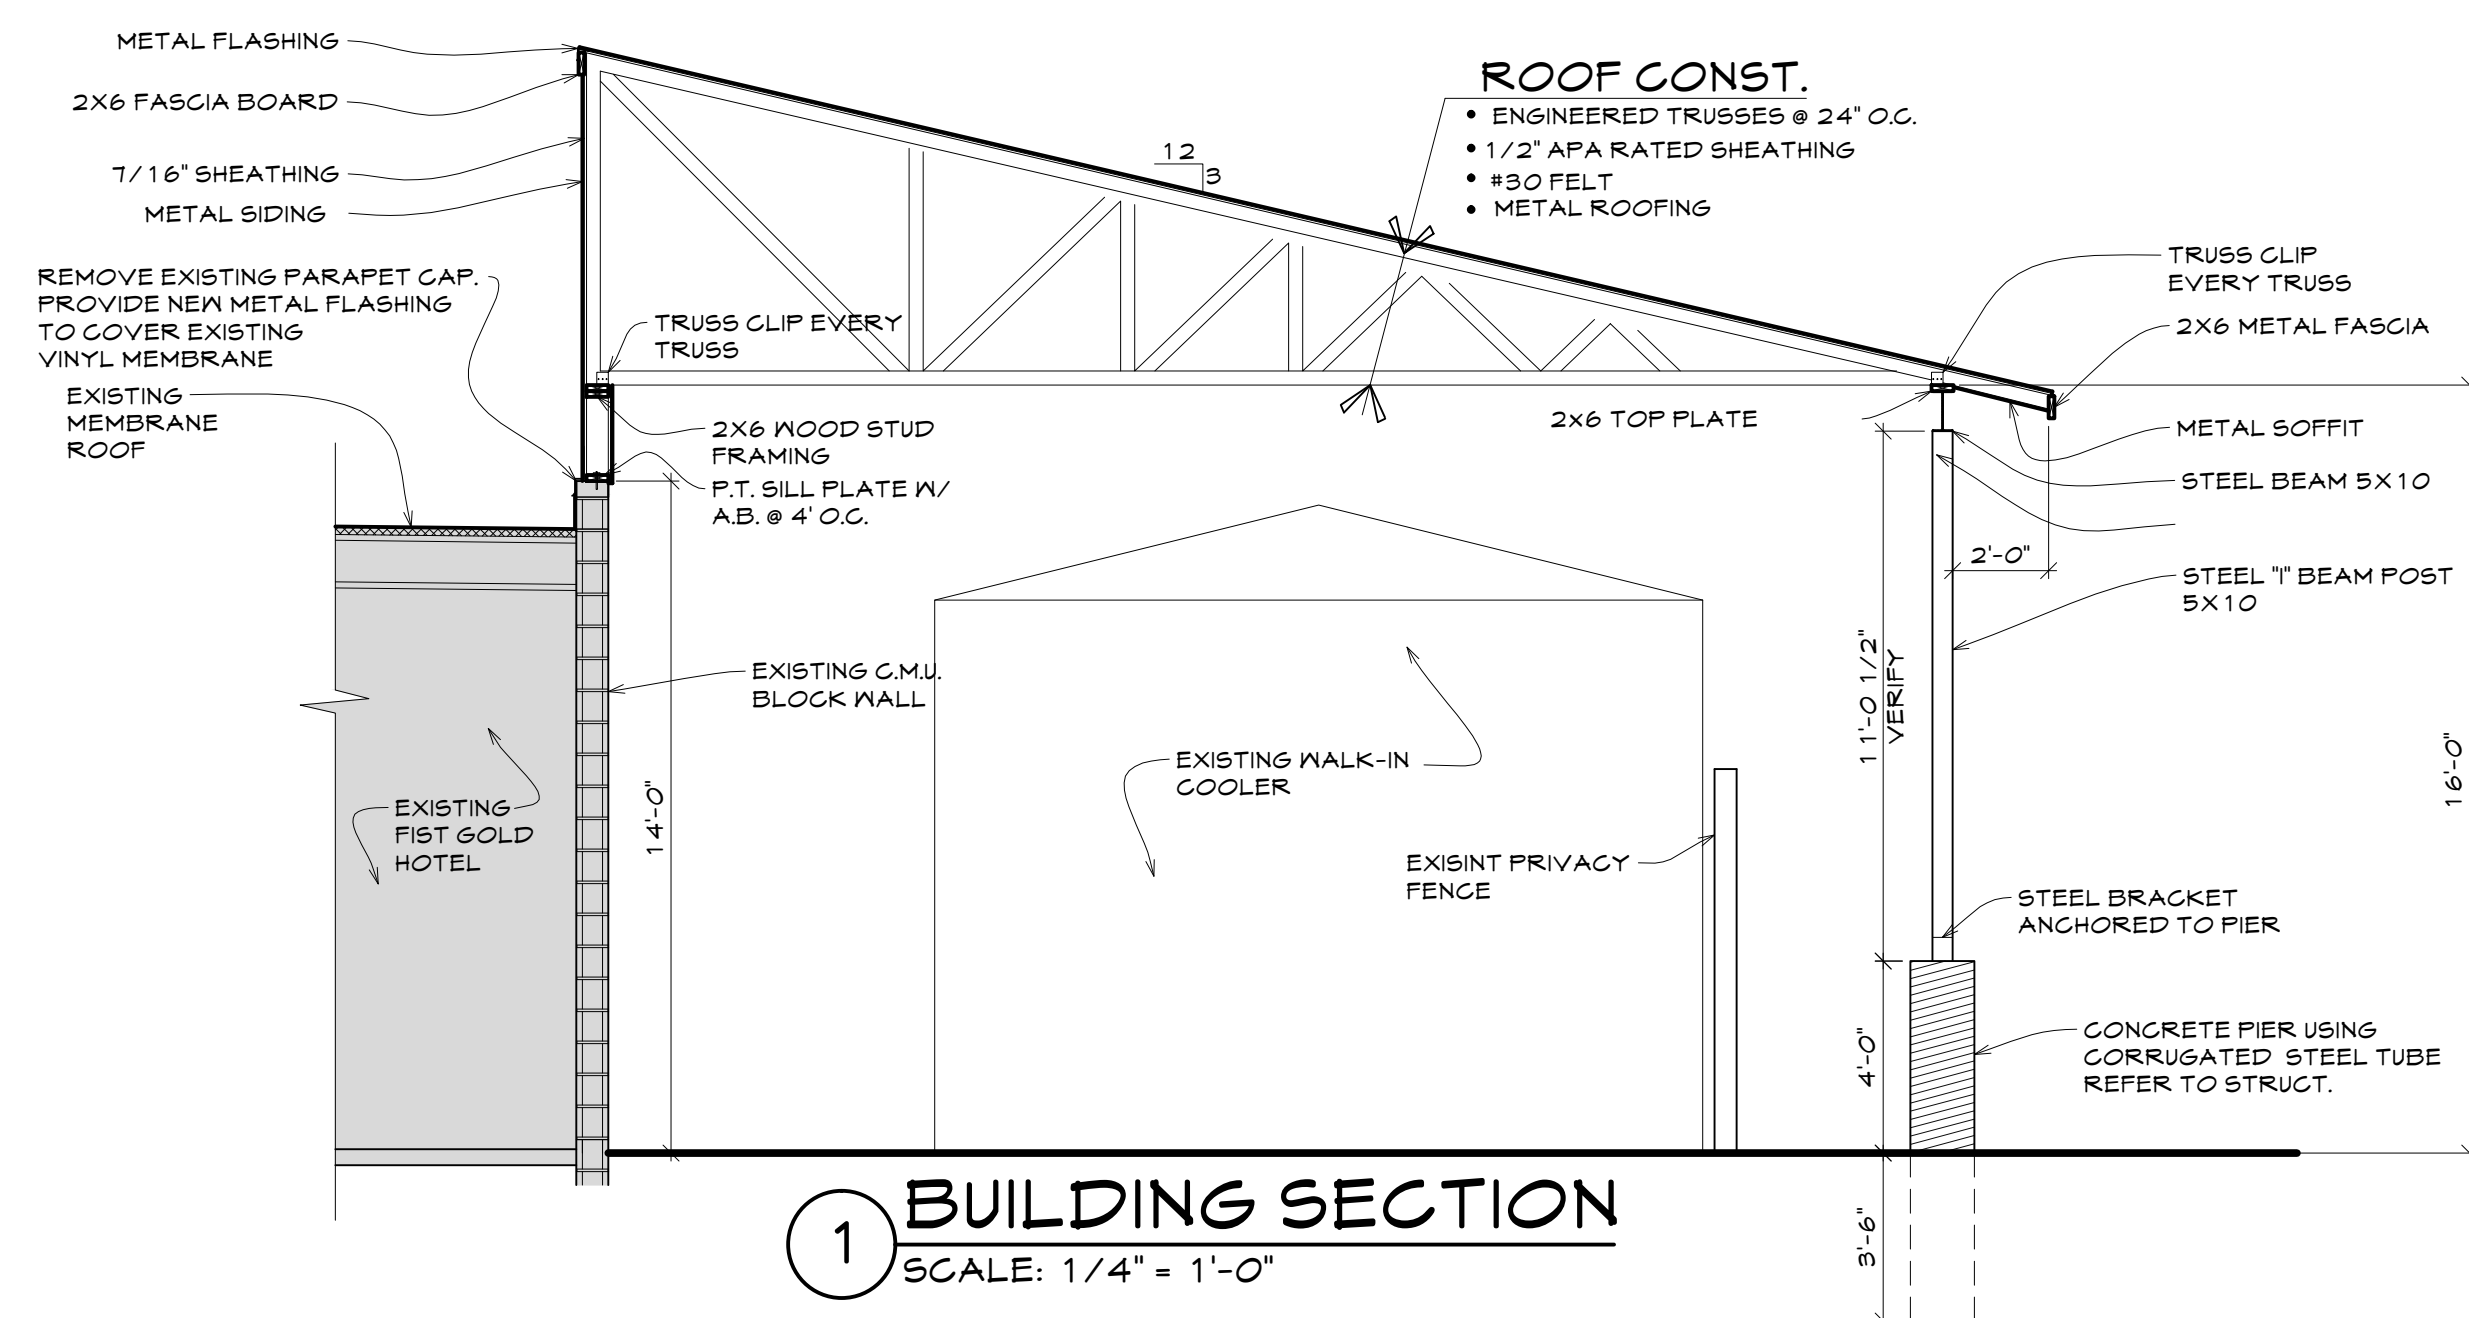 METAL FLASHING
2X6 FASCIA BOARD
7/16" SHEATHING
METAL SIDING
REMOVE EXISTING PARAPET CAP.
PROVIDE NEW METAL FLASHING
TO COVER EXISTING
VINYL MEMBRANE
EXISTING
MEMBRANE
ROOF
12
3
ROOF CONST.
• ENGINEERED TRUSSES @ 24" O.C.
• 1/2" APA RATED SHEATHING
• #30 FELT
• METAL ROOFING
TRUSS CLIP EVERY
TRUSS
2X6 WOOD STUD
FRAMING
P.T. SILL PLATE W/
A.B. @ 4' O.C.
2x6 TOP PLATE
TRUSS CLIP
EVERY TRUSS
2X6 METAL FASCIA
METAL SOFFIT
STEEL BEAM 5X10
2'-0"
STEEL "I" BEAM POST
5X10
EXISTING C.M.U.
BLOCK WALL
14'-0"
EXISTING WALK-IN
COOLER
EXISTING
FIST GOLD
HOTEL
EXISINT PRIVACY
FENCE
11'-0 1/2"
VERIFY
16'-0"
STEEL BRACKET
ANCHORED TO PIER
4'-0"
CONCRETE PIER USING
CORRUGATED STEEL TUBE
REFER TO STRUCT.
3'-6"
1
BUILDING SECTION
SCALE: 1/4" = 1'-0"